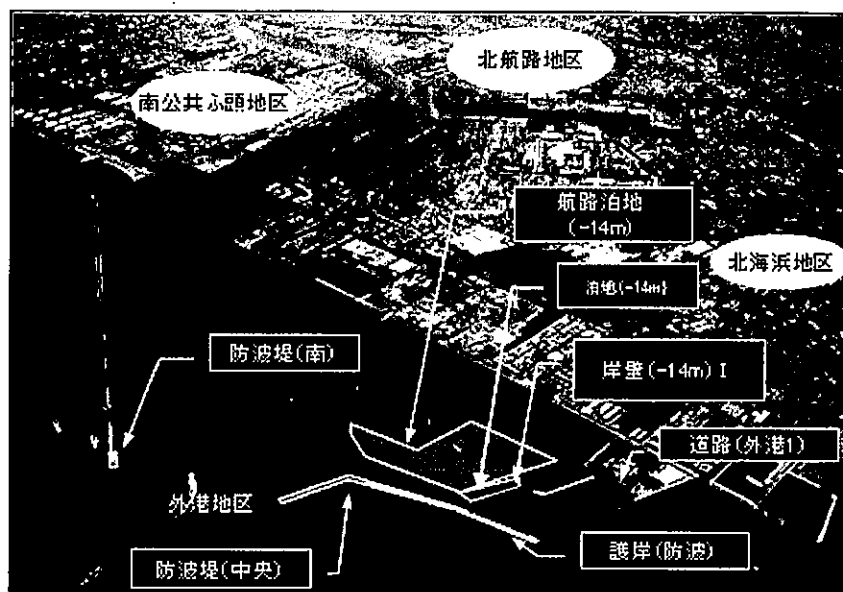 北航路地区
南公共ふ頭地区
航路泊地
(-14m)
北海浜地区
泊地(-14m)
防波堤(南)
岸壁(-14m) I
道路(外港1)
外港地区
護岸(防波)
防波堤(中央)